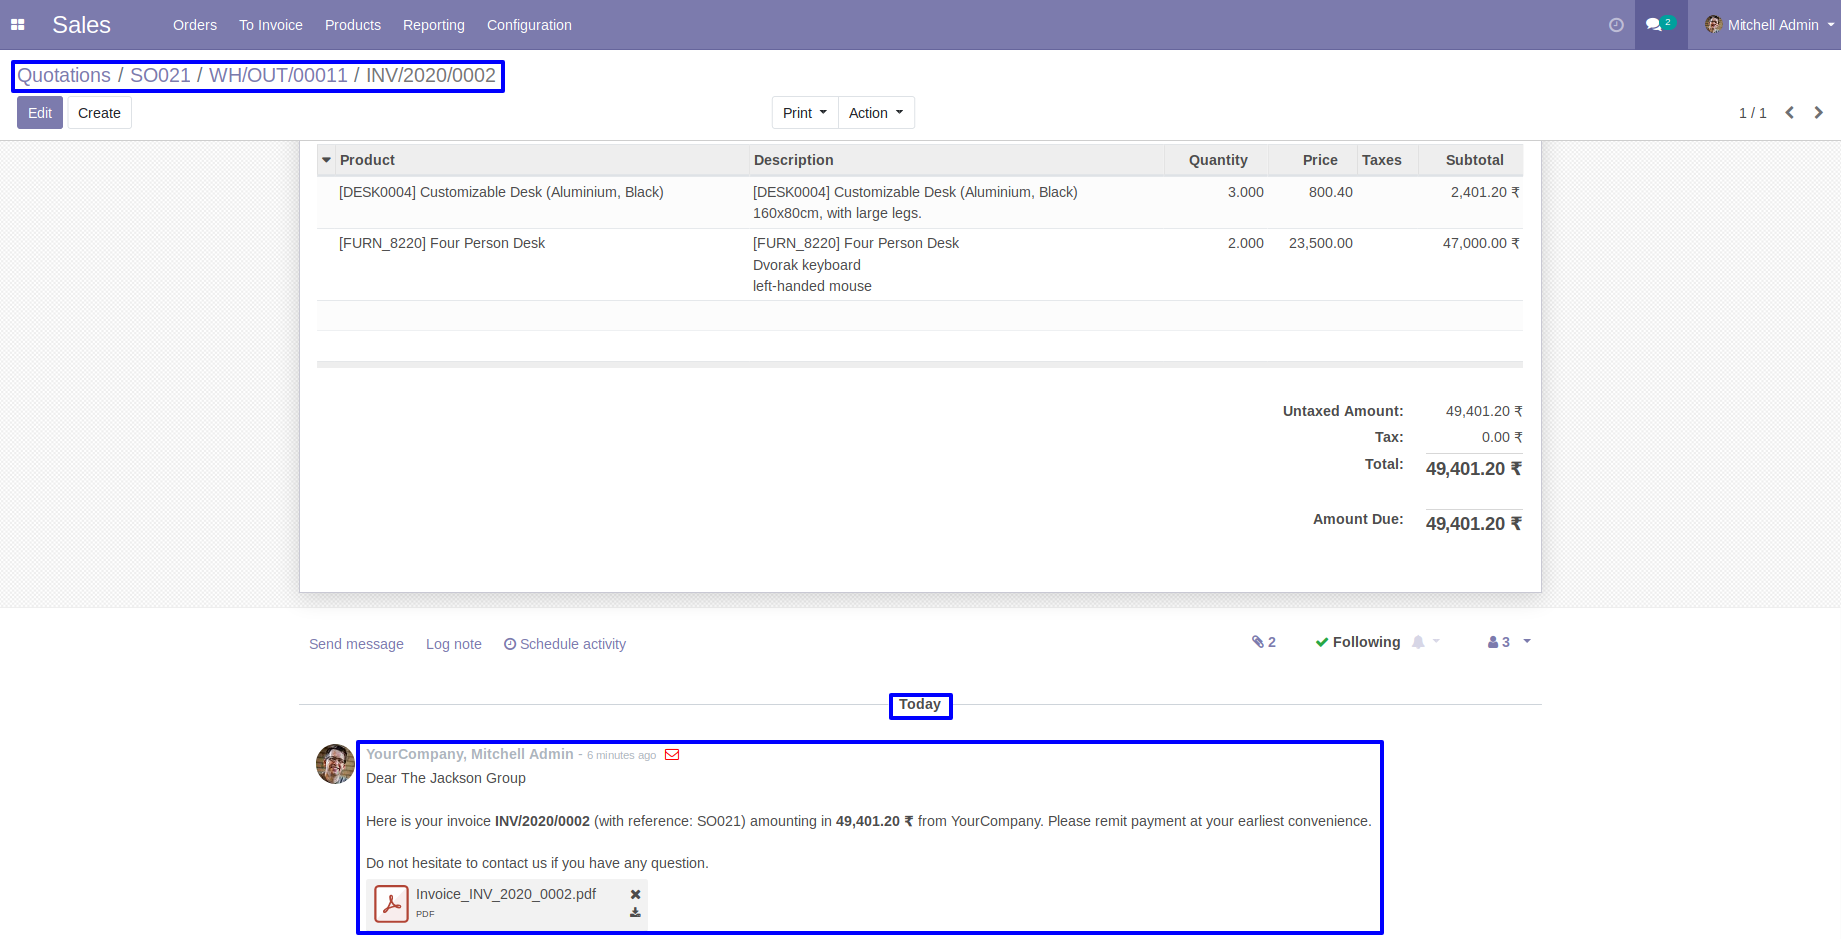 Sales Orders To Invoice Products Reporting Configuration 2 Mitchell Admin
Quotations / SO021 / WH/OUT/00011 / INV/2020/0002
Edit Create Print Action 1 / 1
Product Description Quantity Price Taxes Subtotal
[DESK0004] Customizable Desk (Aluminium, Black) [DESK0004] Customizable Desk (Aluminium, Black) 3.000 800.40 2,401.20 ₹
160x80cm, with large legs.
[FURN_8220] Four Person Desk [FURN_8220] Four Person Desk 2.000 23,500.00 47,000.00 ₹
Dvorak keyboard
left-handed mouse
Untaxed Amount: 49,401.20 ₹
Tax: 0.00 ₹
Total: 49,401.20 ₹
Amount Due: 49,401.20 ₹
Send message Log note Schedule activity 2 Following 3
Today
YourCompany, Mitchell Admin - 6 minutes ago
Dear The Jackson Group
Here is your invoice INV/2020/0002 (with reference: SO021) amounting in 49,401.20 ₹ from YourCompany. Please remit payment at your earliest convenience.
Do not hesitate to contact us if you have any question.
Invoice_INV_2020_0002.pdf
PDF